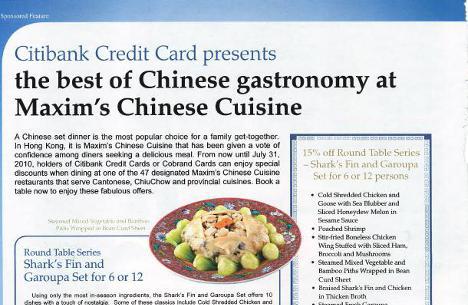 Sponsored Feature
Citibank Credit Card presents
the best of Chinese gastronomy at
Maxim's Chinese Cuisine
A Chinese set dinner is the most popular choice for a family get-together.
In Hong Kong, it is Maxim's Chinese Cuisine that has been given a vote of
confidence among diners seeking a delicious meal. From now until July 31,
2010, holders of Citibank Credit Cards or Cobrand Cards can enjoy special
discounts when dining at one of the 47 designated Maxim's Chinese Cuisine
restaurants that serve Cantonese, ChiuChow and provincial cuisines. Book a
table now to enjoy these fabulous offers.
Steamed Mixed Vegetable and Bamboo
Piths Wrapped in Bean Curd Sheet
Round Table Series
Shark's Fin and
Garoupa Set for 6 or 12
Using only the most in-season ingredients, the Shark's Fin and Garoupa Set offers 10
dishes with a touch of nostalgia. Some of these classics include Cold Shredded Chicken and
15% off Round Table Series
– Shark's Fin and Garoupa
Set for 6 or 12 persons
• Cold Shredded Chicken and
Goose with Sea Blubber and
Sliced Honeydew Melon in
Sesame Sauce
• Poached Shrimp
• Stir-fried Boneless Chicken
Wing Stuffed with Sliced Ham,
Broccoli and Mushrooms
• Steamed Mixed Vegetable and
Bamboo Piths Wrapped in Bean
Curd Sheet
• Braised Shark's Fin and Chicken
in Thicken Broth
• Steamed Fresh Garoupa